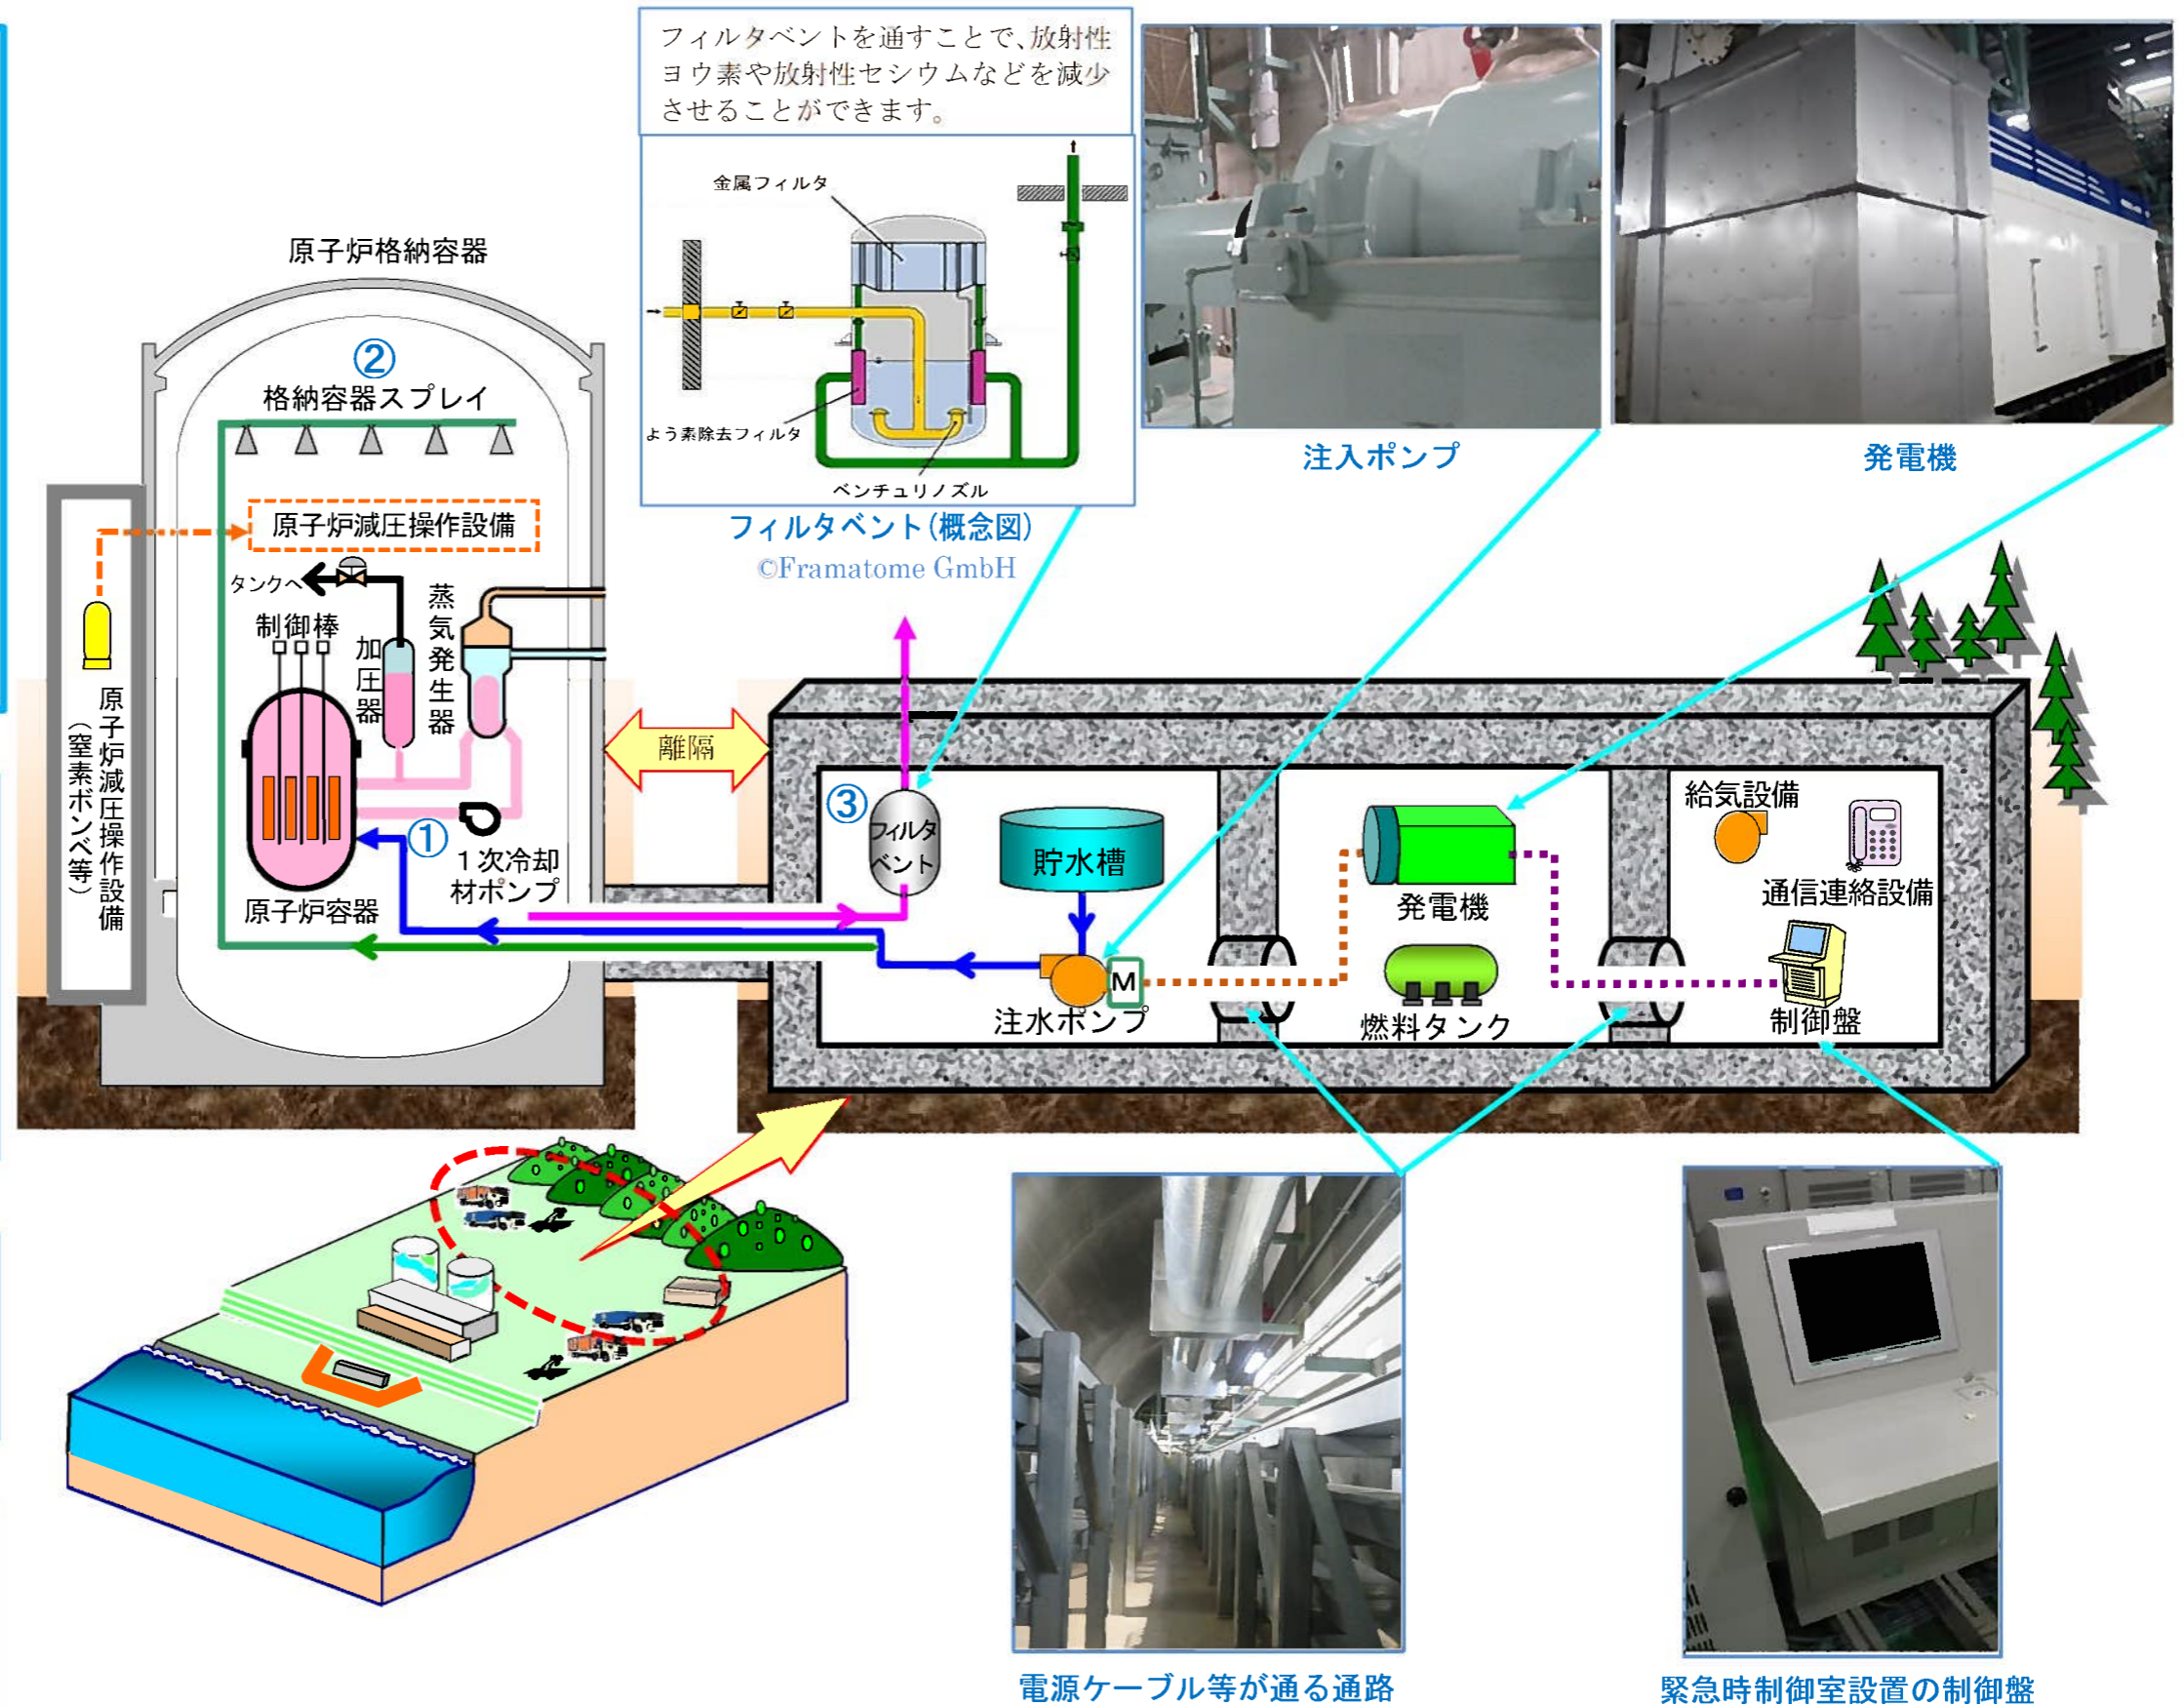 フィルタベントを通すことで、放射性
ヨウ素や放射性セシウムなどを減少
させることができます。
金属フィルタ
よう素除去フィルタ
ベンチュリノズル
フィルタベント(概念図)
©Framatome GmbH
注入ポンプ
発電機
原子炉格納容器
②
格納容器スプレイ
原子炉減圧操作設備
タンクへ
制御棒
加圧器
蒸気発生器
原子炉減圧操作設備
(窒素ボンベ等)
①
1次冷却
材ポンプ
原子炉容器
離隔
③
フィルタ
ベント
貯水槽
M
注水ポンプ
発電機
燃料タンク
給気設備
通信連絡設備
制御盤
電源ケーブル等が通る通路
緊急時制御室設置の制御盤